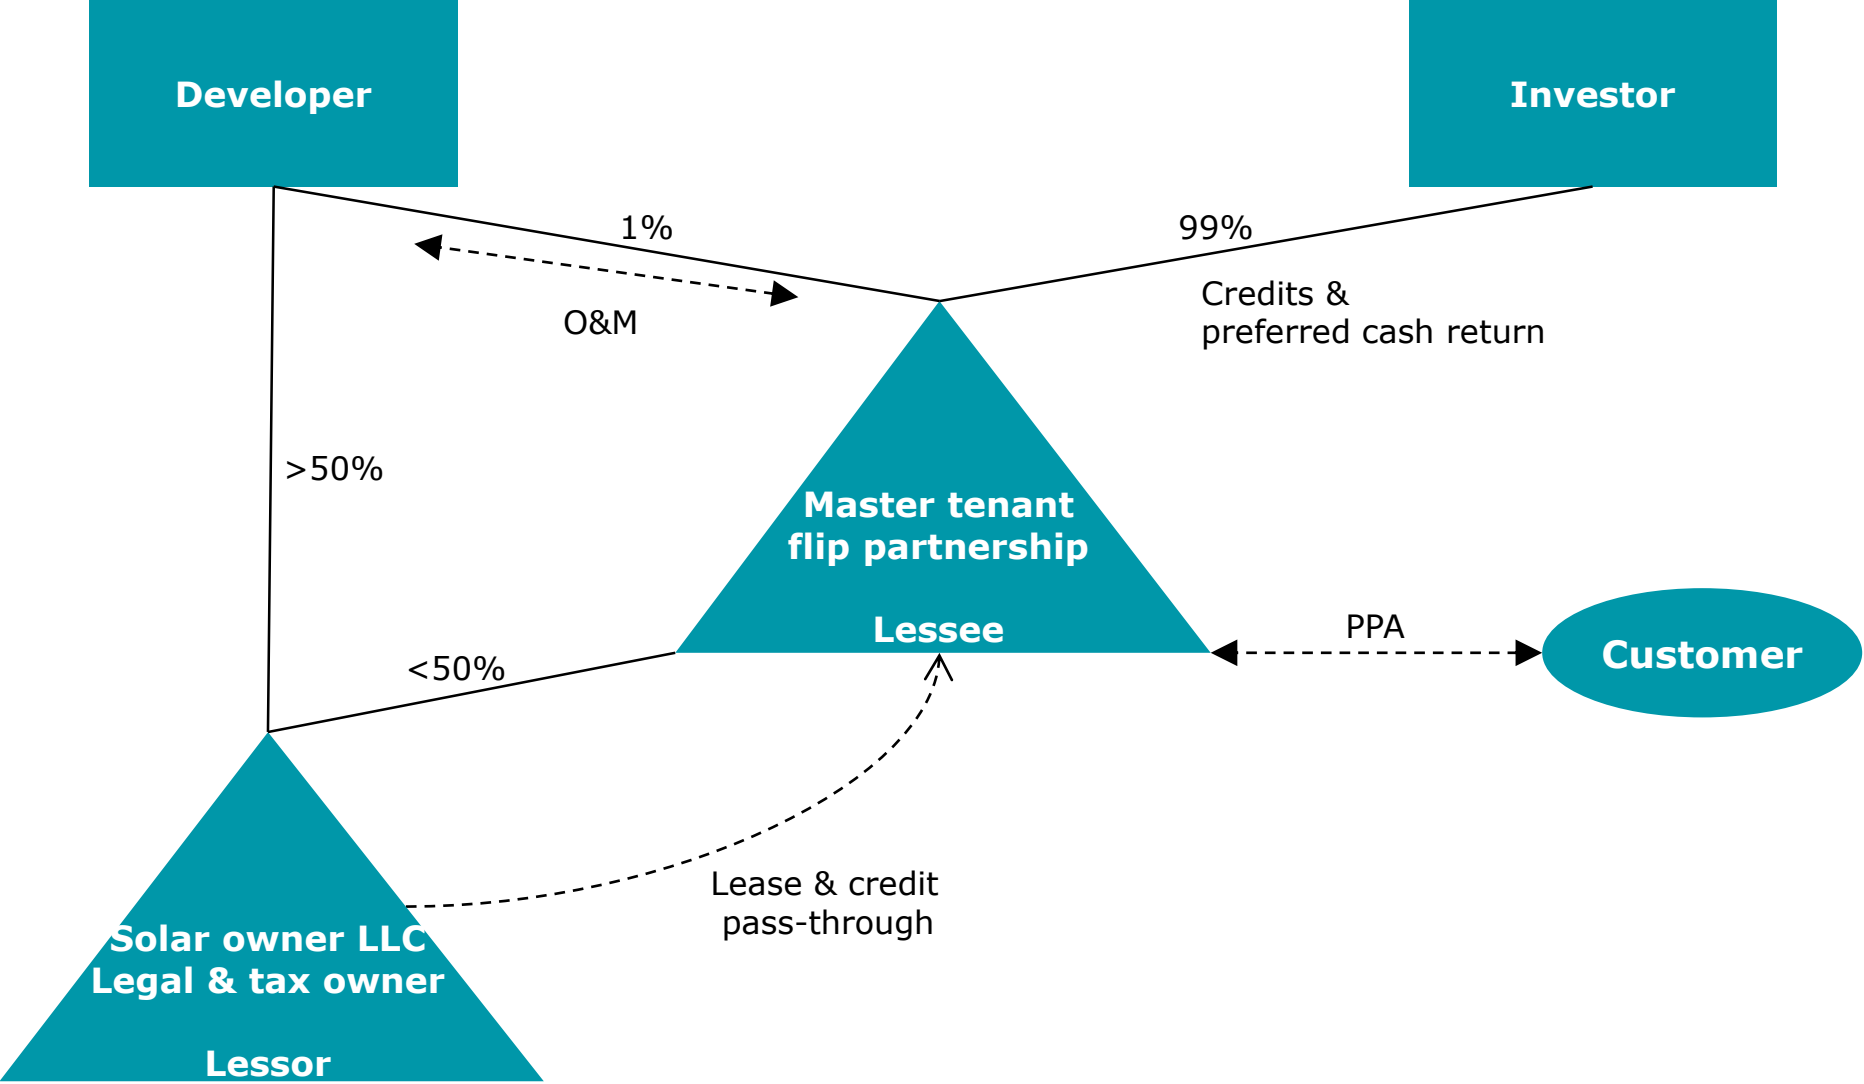 Developer
Investor
1%
99%
O&M
Credits &
preferred cash return
>50%
Master tenant
flip partnership
Lessee
<50%
PPA
Customer
Lease & credit
pass-through
Solar owner LLC
Legal & tax owner
Lessor